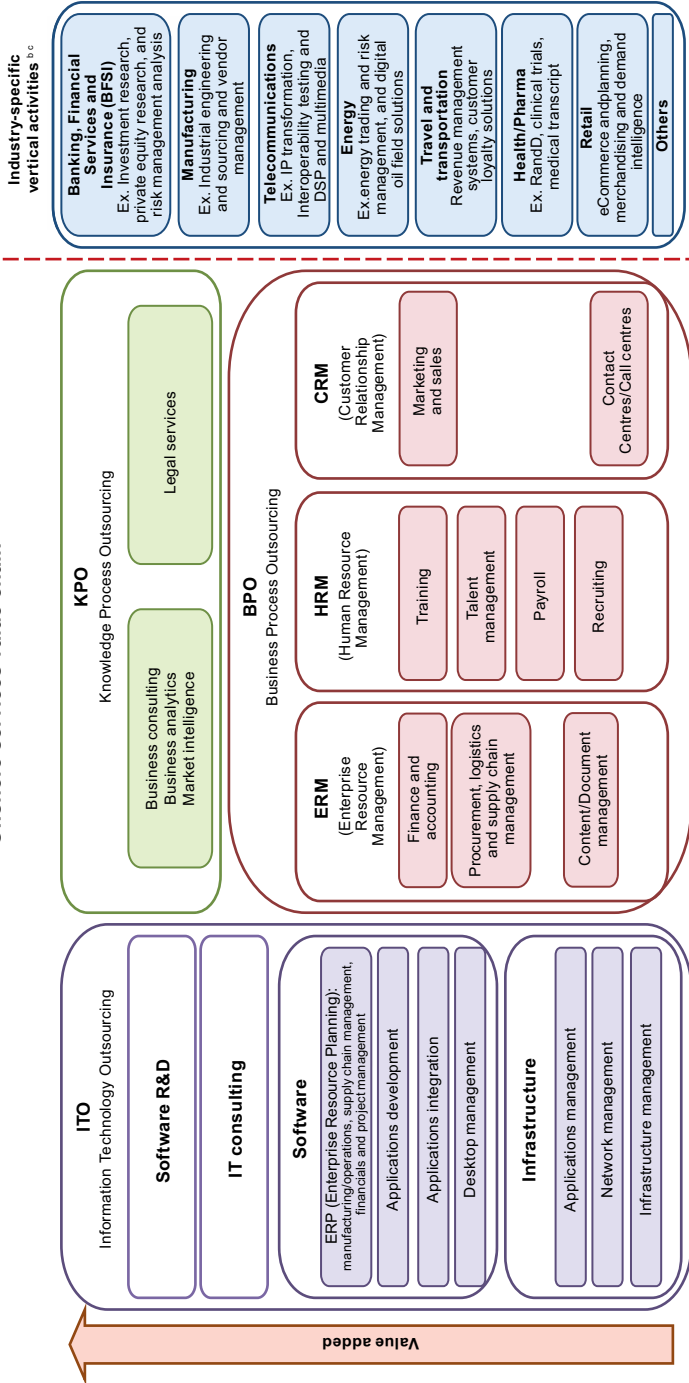 Value added
ITO
Information Technology Outsourcing
Software R&D
IT consulting
Software
ERP (Enterprise Resource Planning):
manufacturing/operations, supply chain management,
financials and project management
Applications development
Applications integration
Desktop management
Infrastructure
Applications management
Network management
Infrastructure management
KPO
Knowledge Process Outsourcing
Business consulting
Business analytics
Market intelligence
Legal services
BPO
Business Process Outsourcing
ERM
(Enterprise
Resource
Management)
Finance and
accounting
Procurement, logistics
and supply chain
management
Content/Document
management
HRM
(Human Resource
Management)
Training
Talent
management
Payroll
Recruiting
CRM
(Customer
Relationship
Management)
Marketing
and sales
Contact
Centres/Call centres
Industry-specific
vertical activities b c
Banking, Financial
Services and
Insurance (BFSI)
Ex. Investment research,
private equity research, and
risk management analysis
Manufacturing
Ex. Industrial engineering
and sourcing and vendor
management
Telecommunications
Ex. IP transformation,
Interoperability testing and
DSP and multimedia
Energy
Ex.energy trading and risk
management, and digital
oil field solutions
Travel and
transportation
Revenue management
systems, customer
loyalty solutions
Health/Pharma
Ex. RandD, clinical trials,
medical transcript
Retail
eCommerce andplanning,
merchandising and demand
intelligence
Others